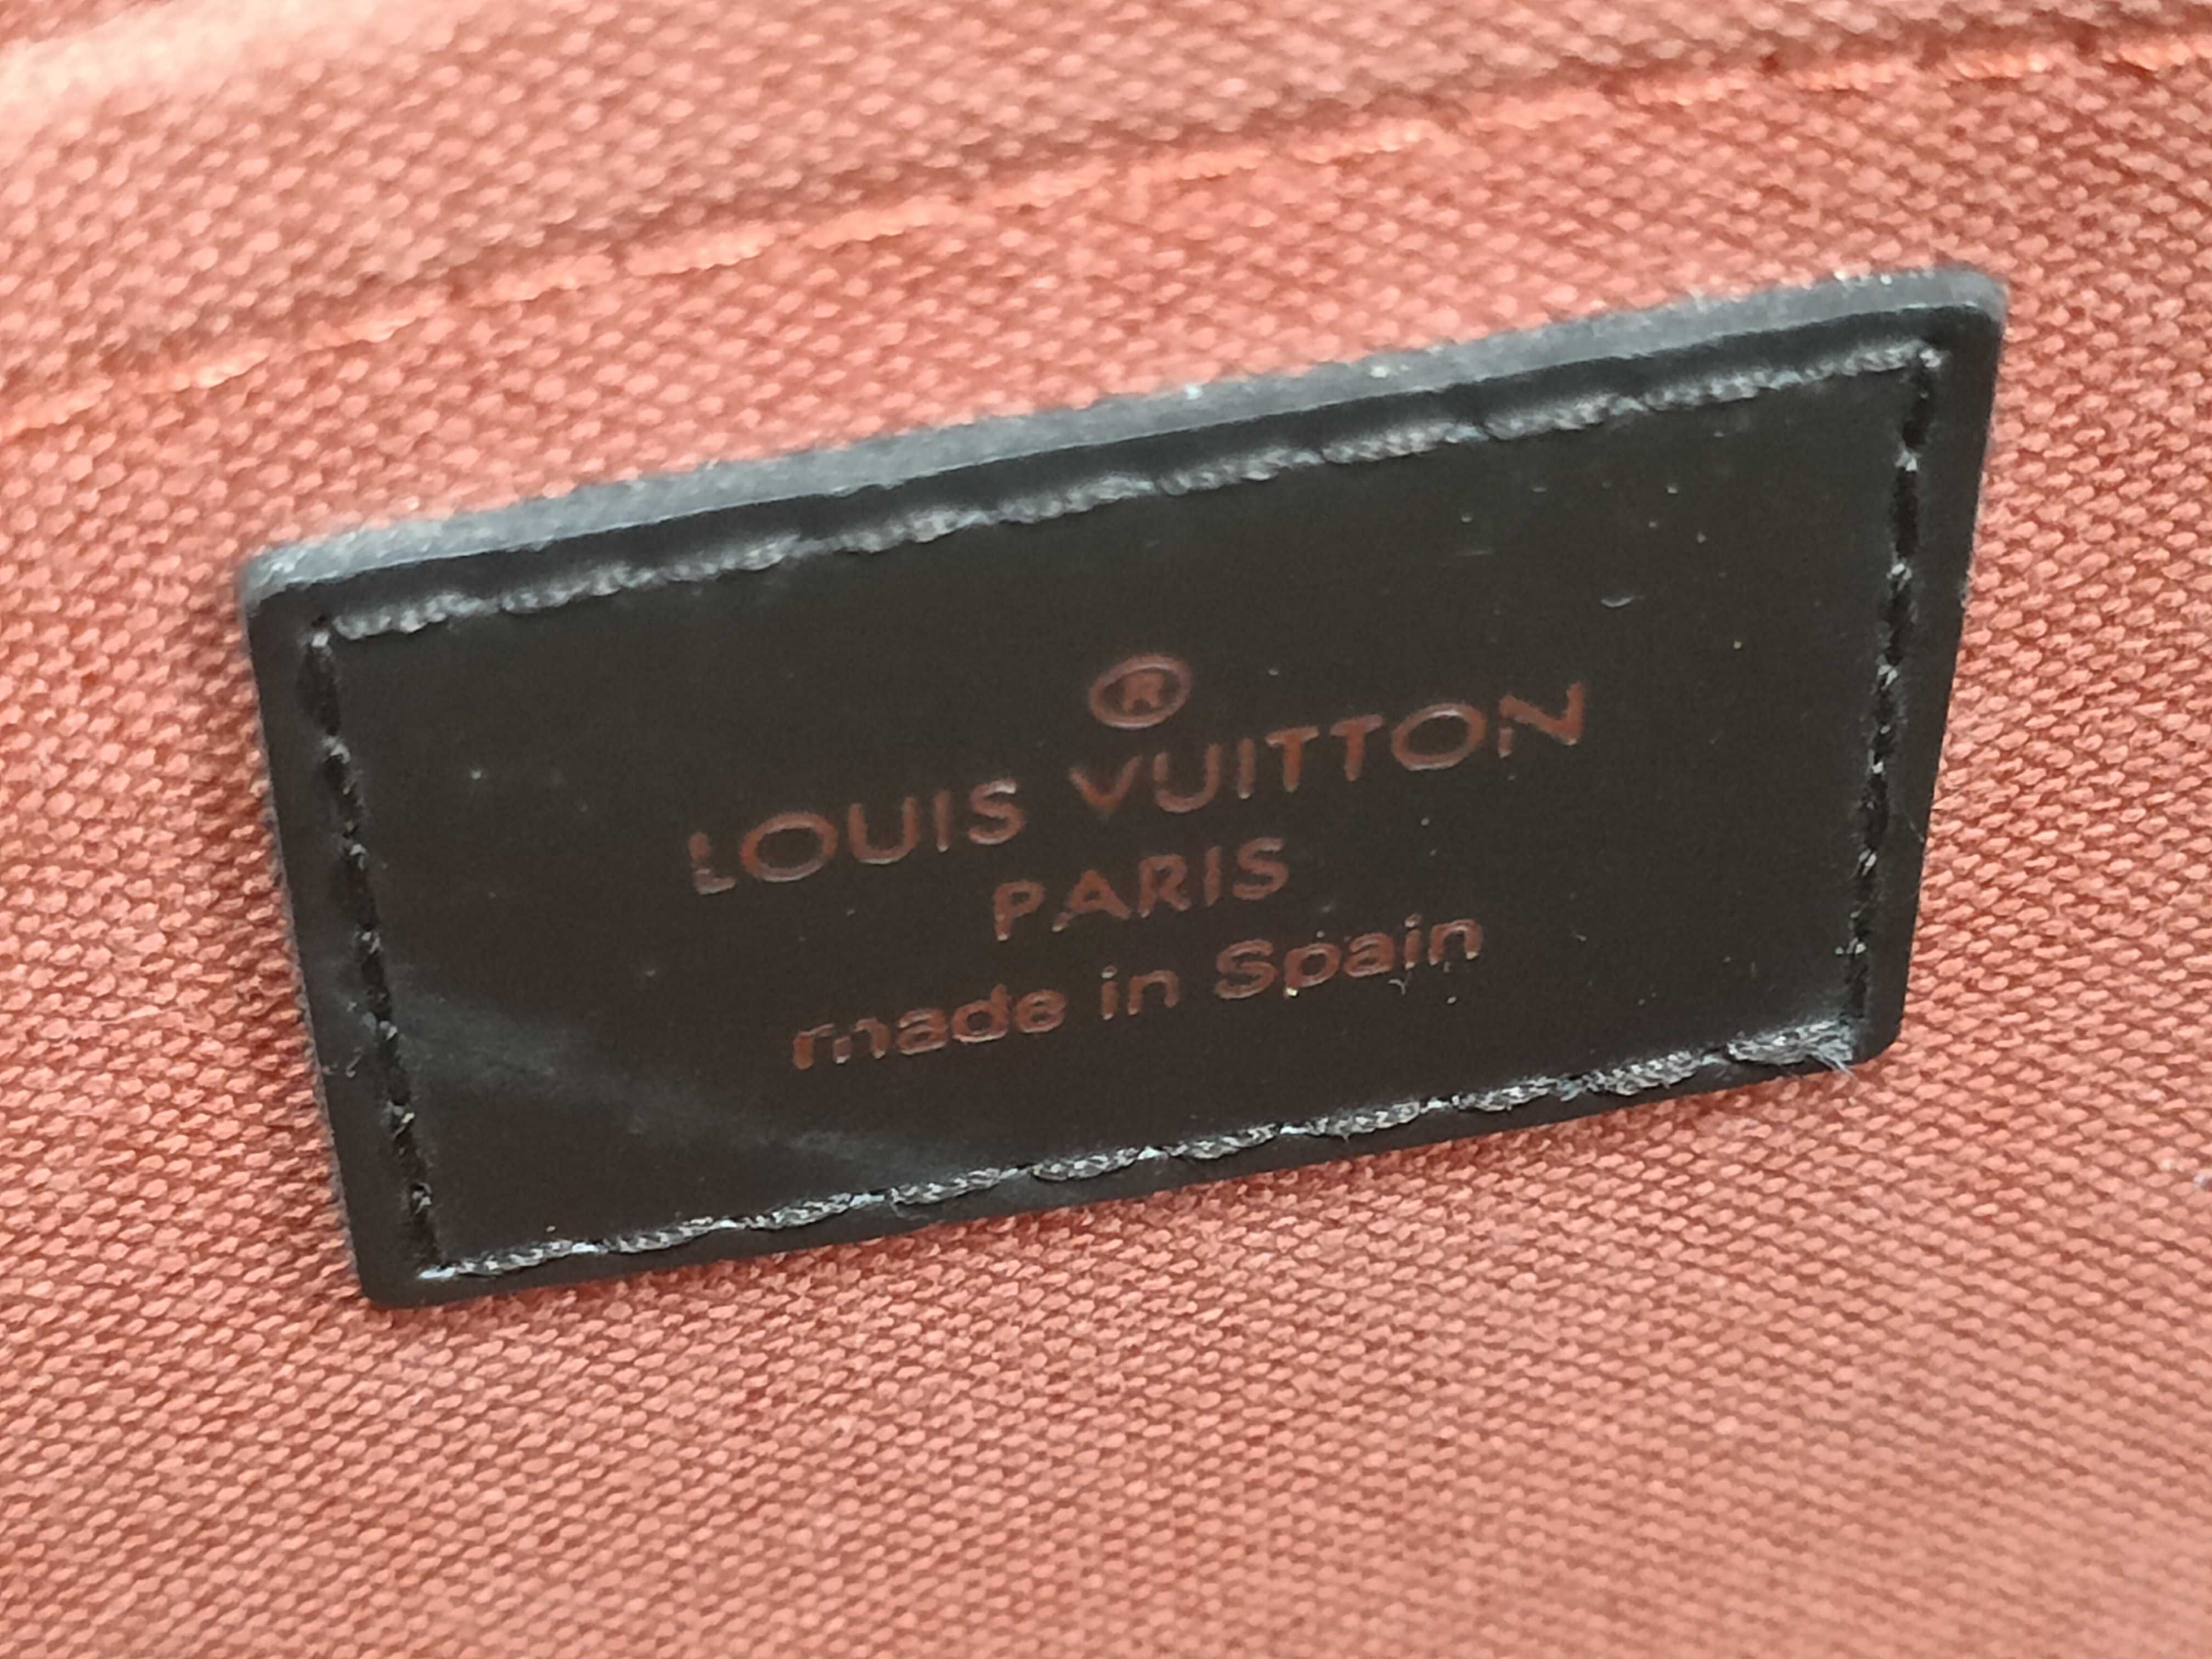 ®
LOUIS VUITTON
PARIS
made in Spain